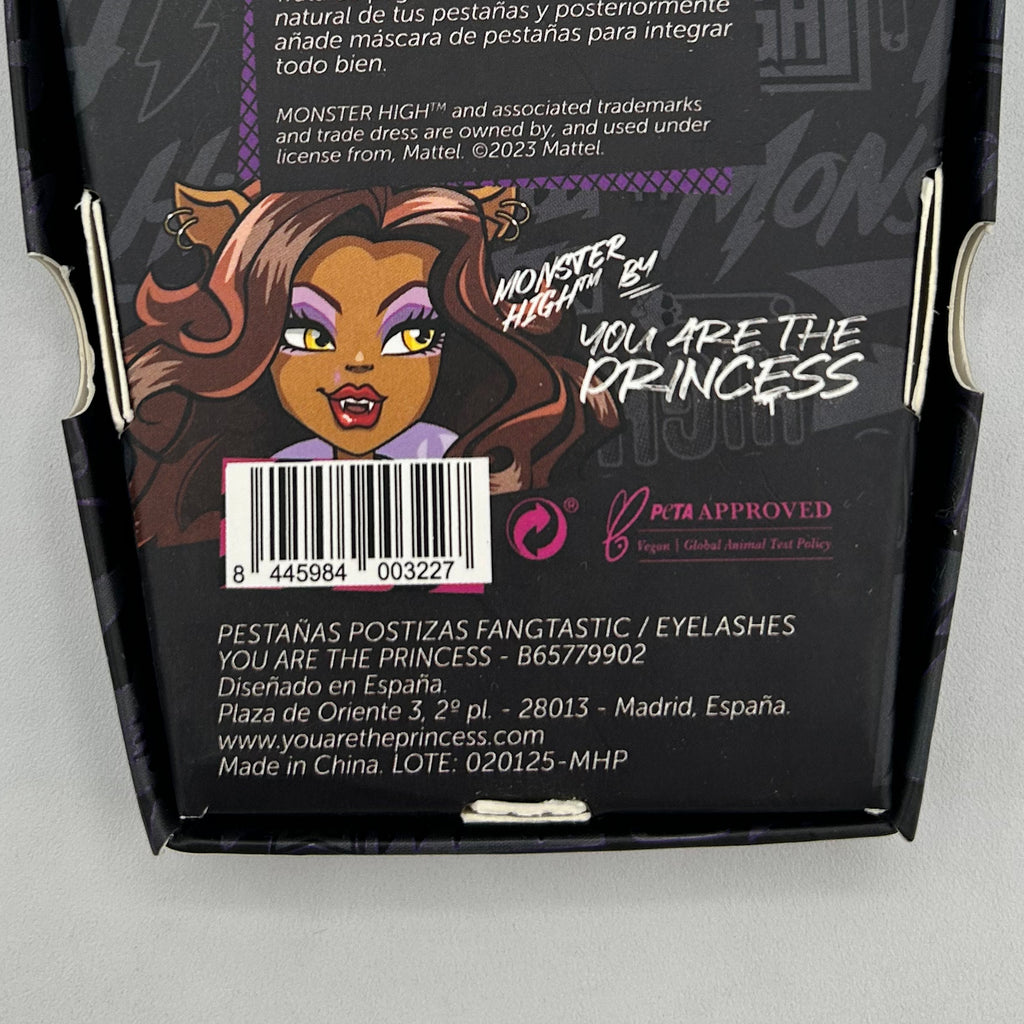 natural de tus pestañas y posteriormente
añade máscara de pestañas para integrar
todo bien.
MONSTER HIGH™ and associated trademarks
and trade dress are owned by, and used under
license from, Mattel. ©2023 Mattel.
MONSTER
HIGH™ BY
YOU ARE THE
PRINCESS
8 445984 003227
®
PETA APPROVED
Vegan | Global Animal Test Policy
PESTAÑAS POSTIZAS FANGTASTIC / EYELASHES
YOU ARE THE PRINCESS - B65779902
Diseñado en España.
Plaza de Oriente 3, 2º pl. - 28013 - Madrid, España.
www.youaretheprincess.com
Made in China. LOTE: 020125-MHP